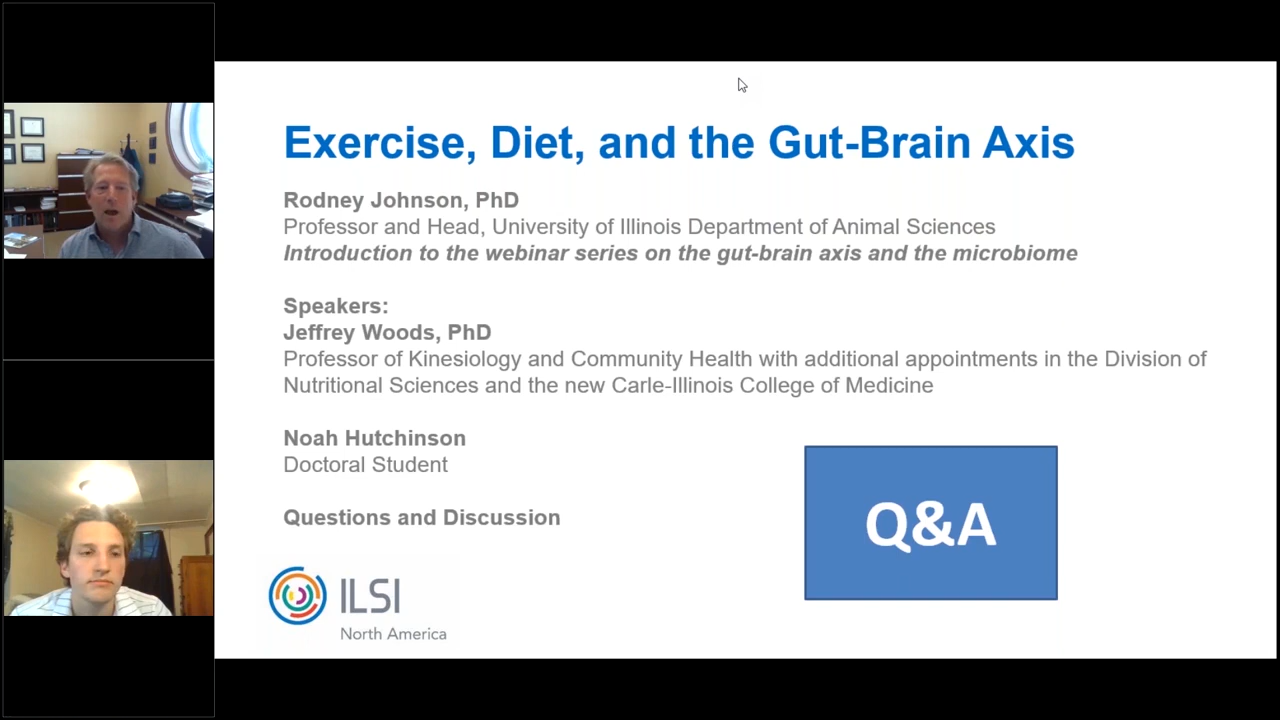 Exercise, Diet, and the Gut-Brain Axis
Rodney Johnson, PhD
Professor and Head, University of Illinois Department of Animal Sciences
Introduction to the webinar series on the gut-brain axis and the microbiome
Speakers:
Jeffrey Woods, PhD
Professor of Kinesiology and Community Health with additional appointments in the Division of
Nutritional Sciences and the new Carle-Illinois College of Medicine
Noah Hutchinson
Doctoral Student
Questions and Discussion
Q&A
ILSI
North America